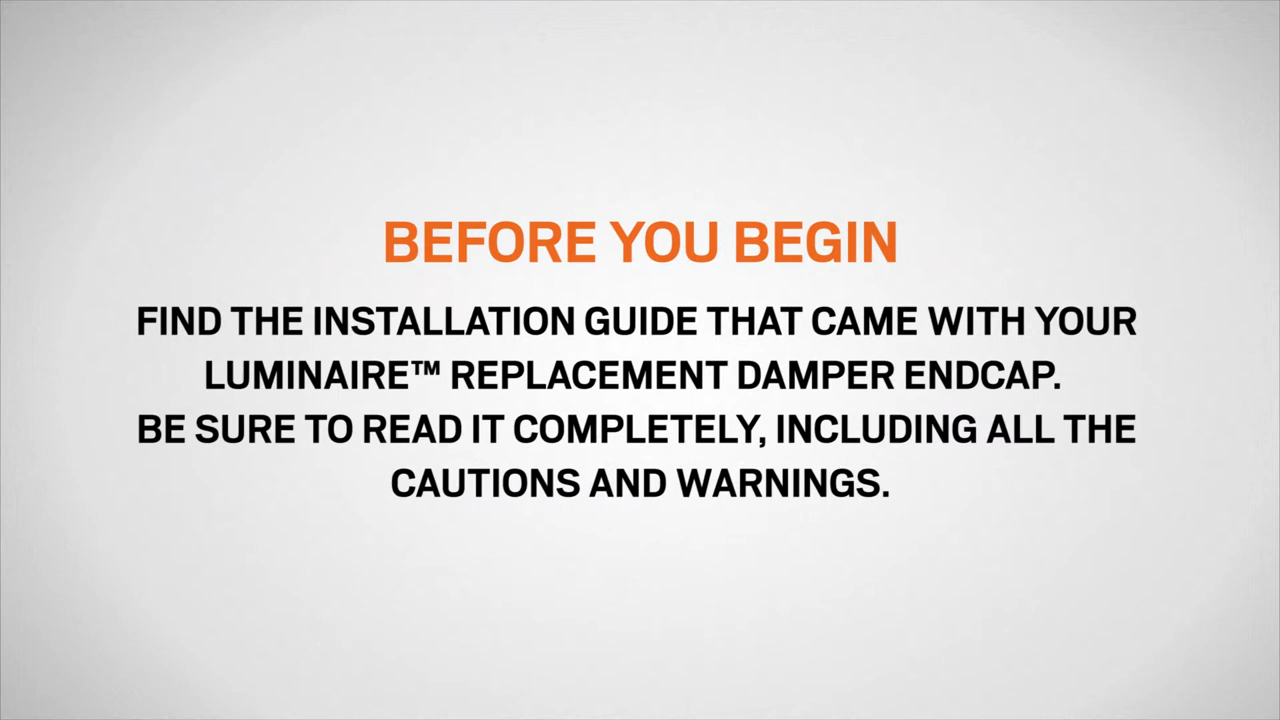 BEFORE YOU BEGIN
FIND THE INSTALLATION GUIDE THAT CAME WITH YOUR
LUMINAIRE™ REPLACEMENT DAMPER ENDCAP.
BE SURE TO READ IT COMPLETELY, INCLUDING ALL THE
CAUTIONS AND WARNINGS.